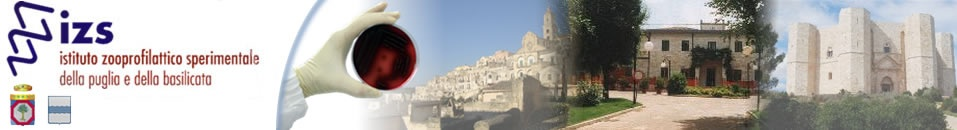 izs
istituto zooprofilattico sperimentale
della puglia e della basilicata